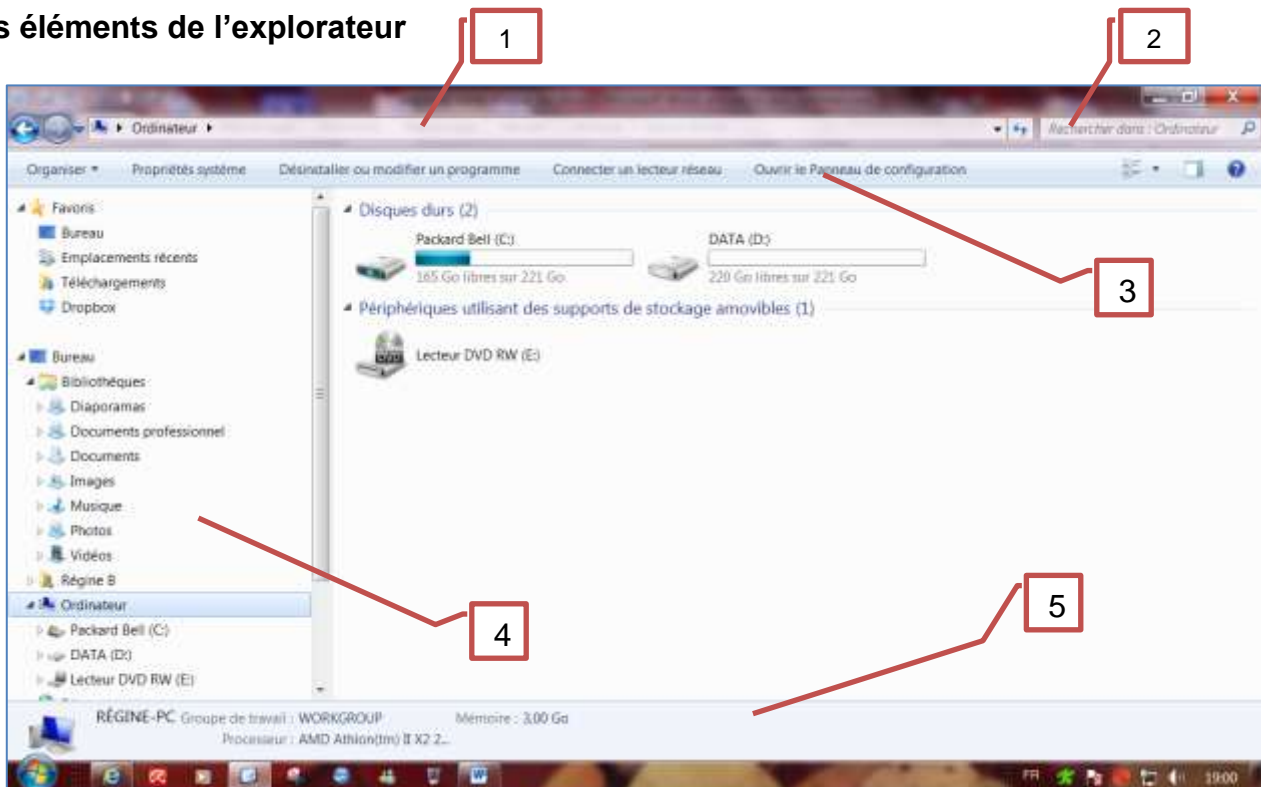 s éléments de l'explorateur
1
2
Ordinateur
Rechercher dans : Ordinateur
Organiser Propriétés système Désinstaller ou modifier un programme Connecter un lecteur réseau Ouvrir le Panneau de configuration
3
Favoris
Bureau
Emplacements récents
Téléchargements
Dropbox
Bureau
Bibliothèques
Diaporamas
Documents professionnel
Documents
Images
Musique
Photos
Vidéos
Régine B
Ordinateur
Packard Bell (C:)
DATA (D:)
Lecteur DVD RW (E:)
Disques durs (2)
Packard Bell (C:)
165 Go libres sur 221 Go
DATA (D:)
220 Go libres sur 221 Go
Périphériques utilisant des supports de stockage amovibles (1)
Lecteur DVD RW (E:)
4
5
RÉGINE-PC Groupe de travail : WORKGROUP Mémoire : 3,00 Go
Processeur : AMD Athlon(tm) II X2 2...
FR 19:00